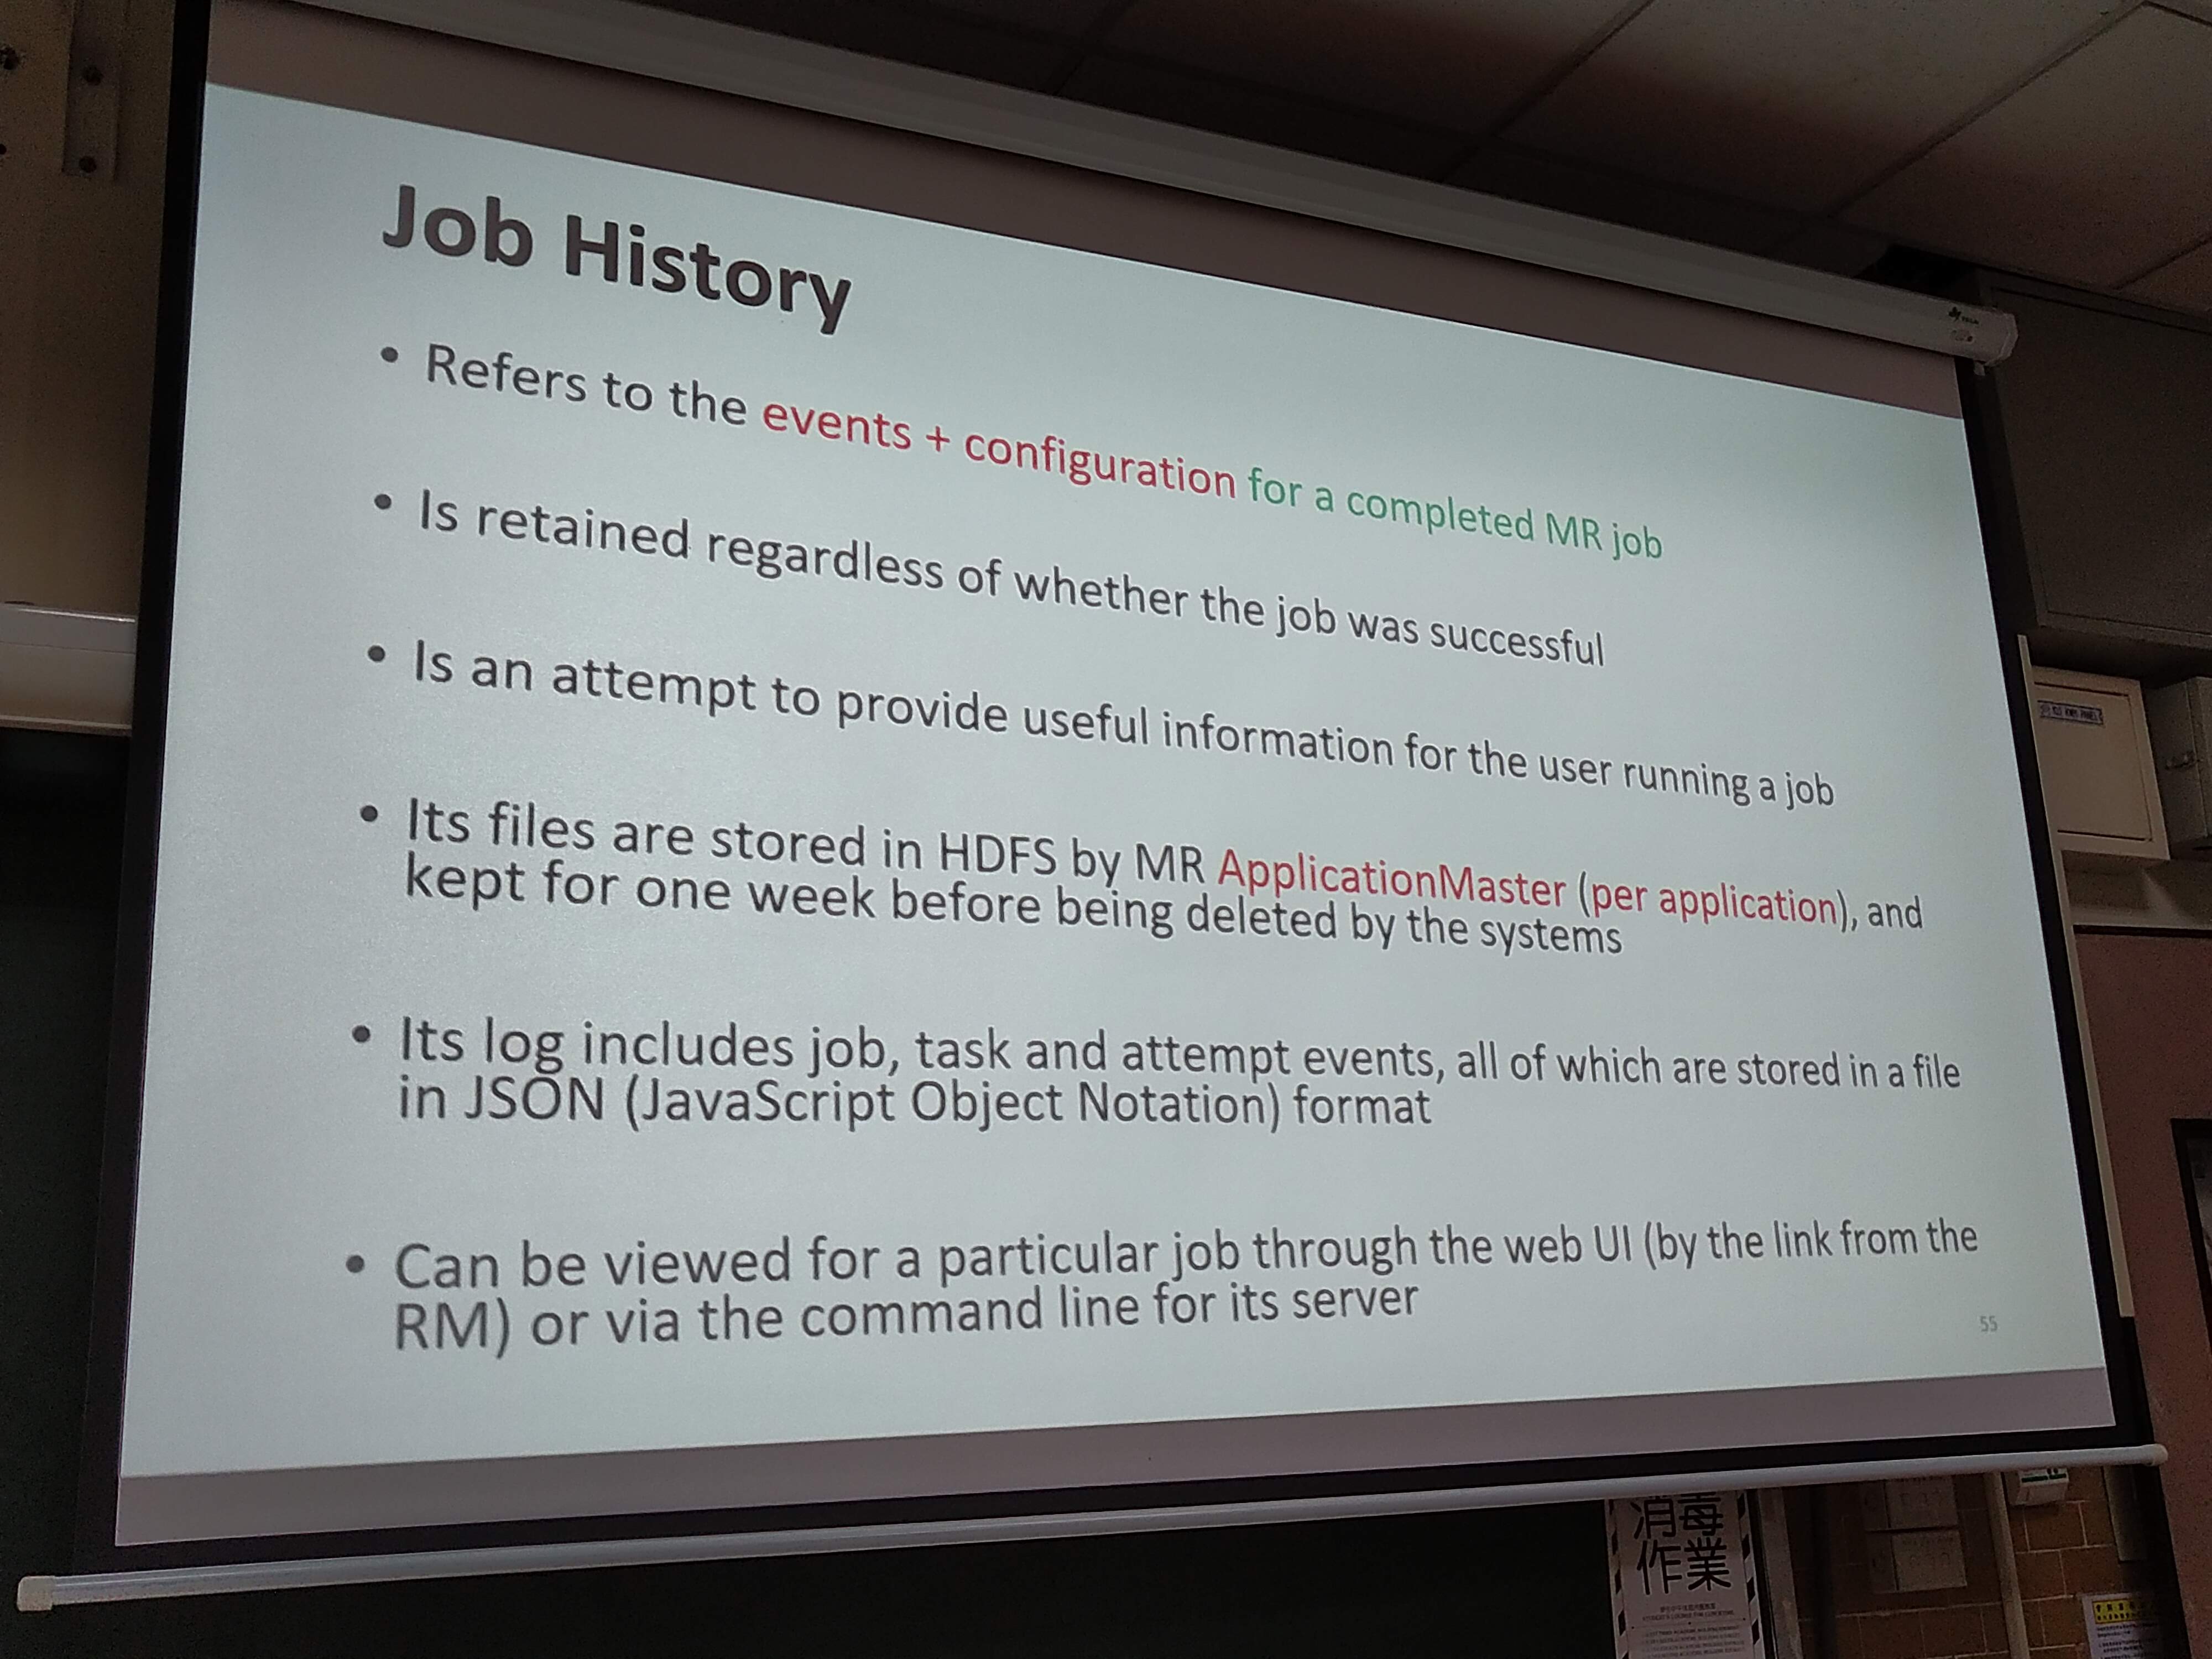 Job History
• Refers to the events + configuration for a completed MR job
• Is retained regardless of whether the job was successful
• Is an attempt to provide useful information for the user running a job
• Its files are stored in HDFS by MR ApplicationMaster (per application), and
kept for one week before being deleted by the systems
• Its log includes job, task and attempt events, all of which are stored in a file
in JSON (JavaScript Object Notation) format
• Can be viewed for a particular job through the web UI (by the link from the
RM) or via the command line for its server
55
消毒
作業